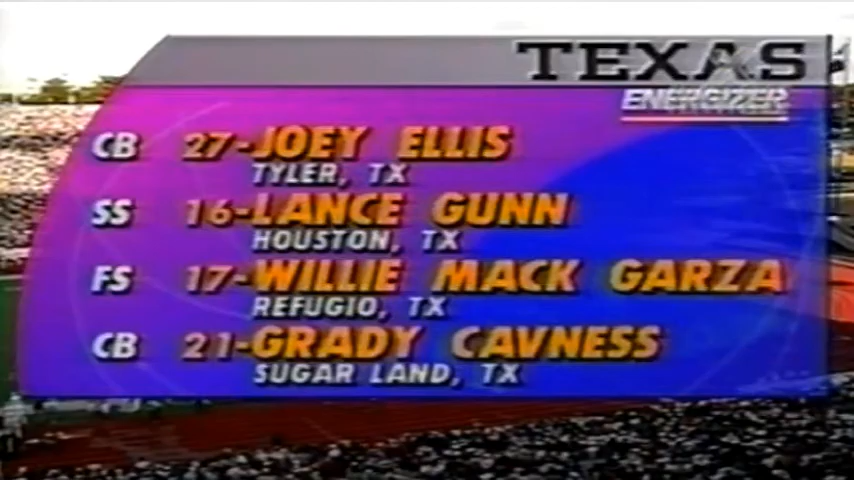 TEXAS
ENERGIZER
CB 27-JOEY ELLIS
TYLER, TX
SS 16-LANCE GUNN
HOUSTON, TX
FS 17-WILLIE MACK GARZA
REFUGIO, TX
CB 21-GRADY CAVNESS
SUGAR LAND, TX